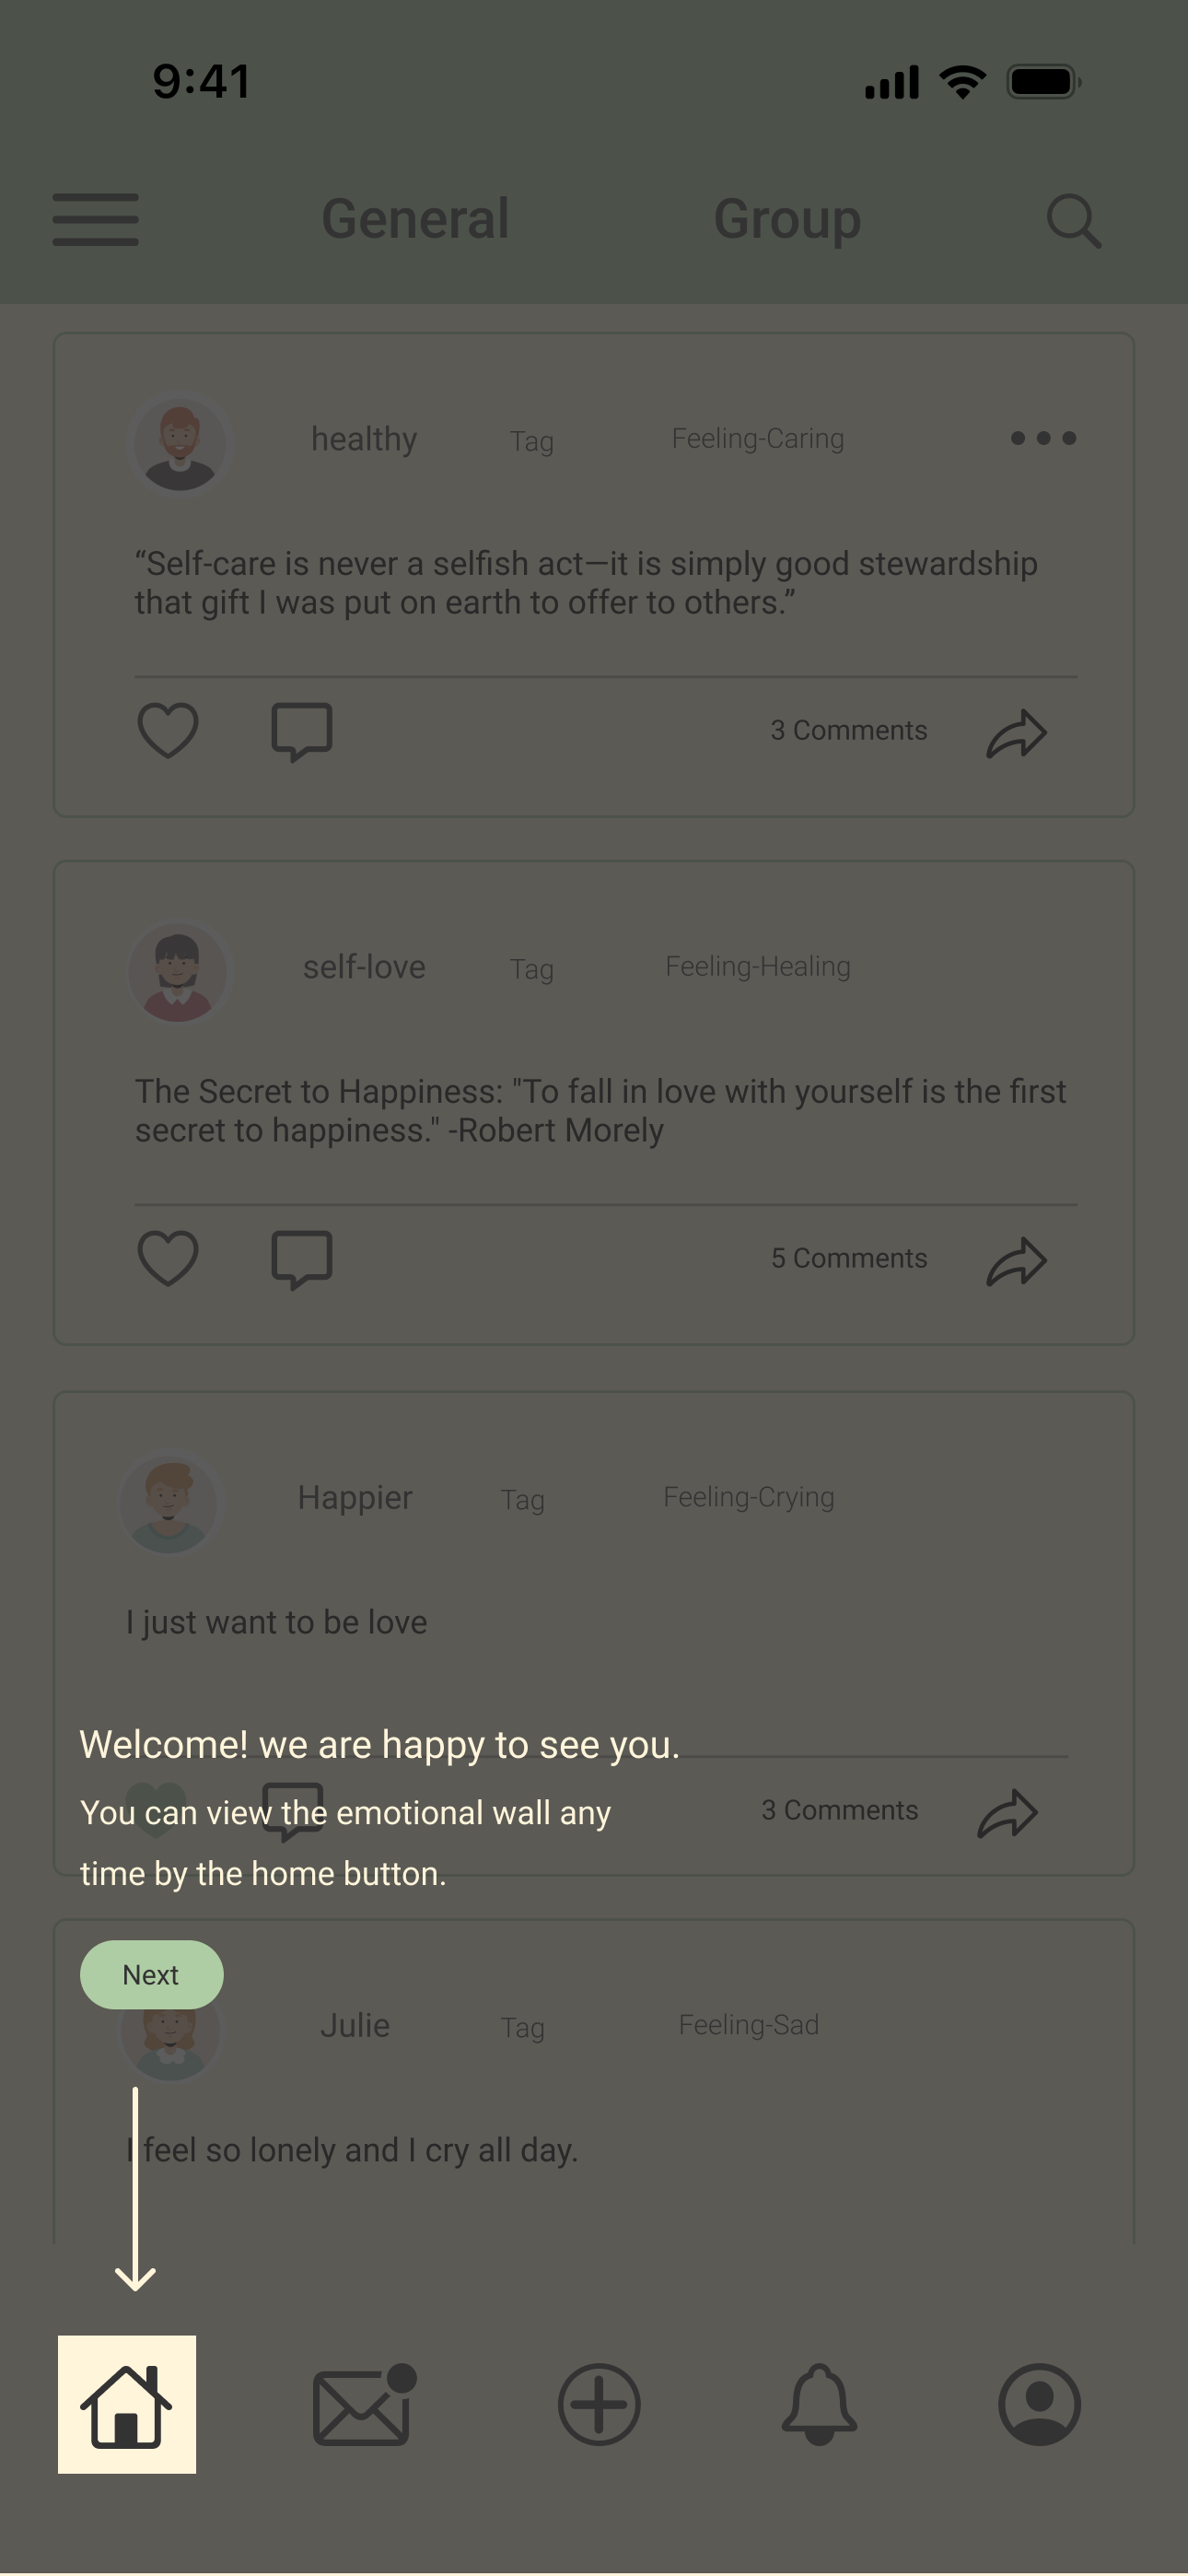 9:41
General Group
healthy Tag Feeling-Caring
“Self-care is never a selfish act—it is simply good stewardship
that gift I was put on earth to offer to others.”
3 Comments
self-love Tag Feeling-Healing
The Secret to Happiness: "To fall in love with yourself is the first
secret to happiness." -Robert Morely
5 Comments
Happier Tag Feeling-Crying
I just want to be love
Welcome! we are happy to see you.
You can view the emotional wall any
time by the home button.
3 Comments
Next
Julie Tag Feeling-Sad
I feel so lonely and I cry all day.